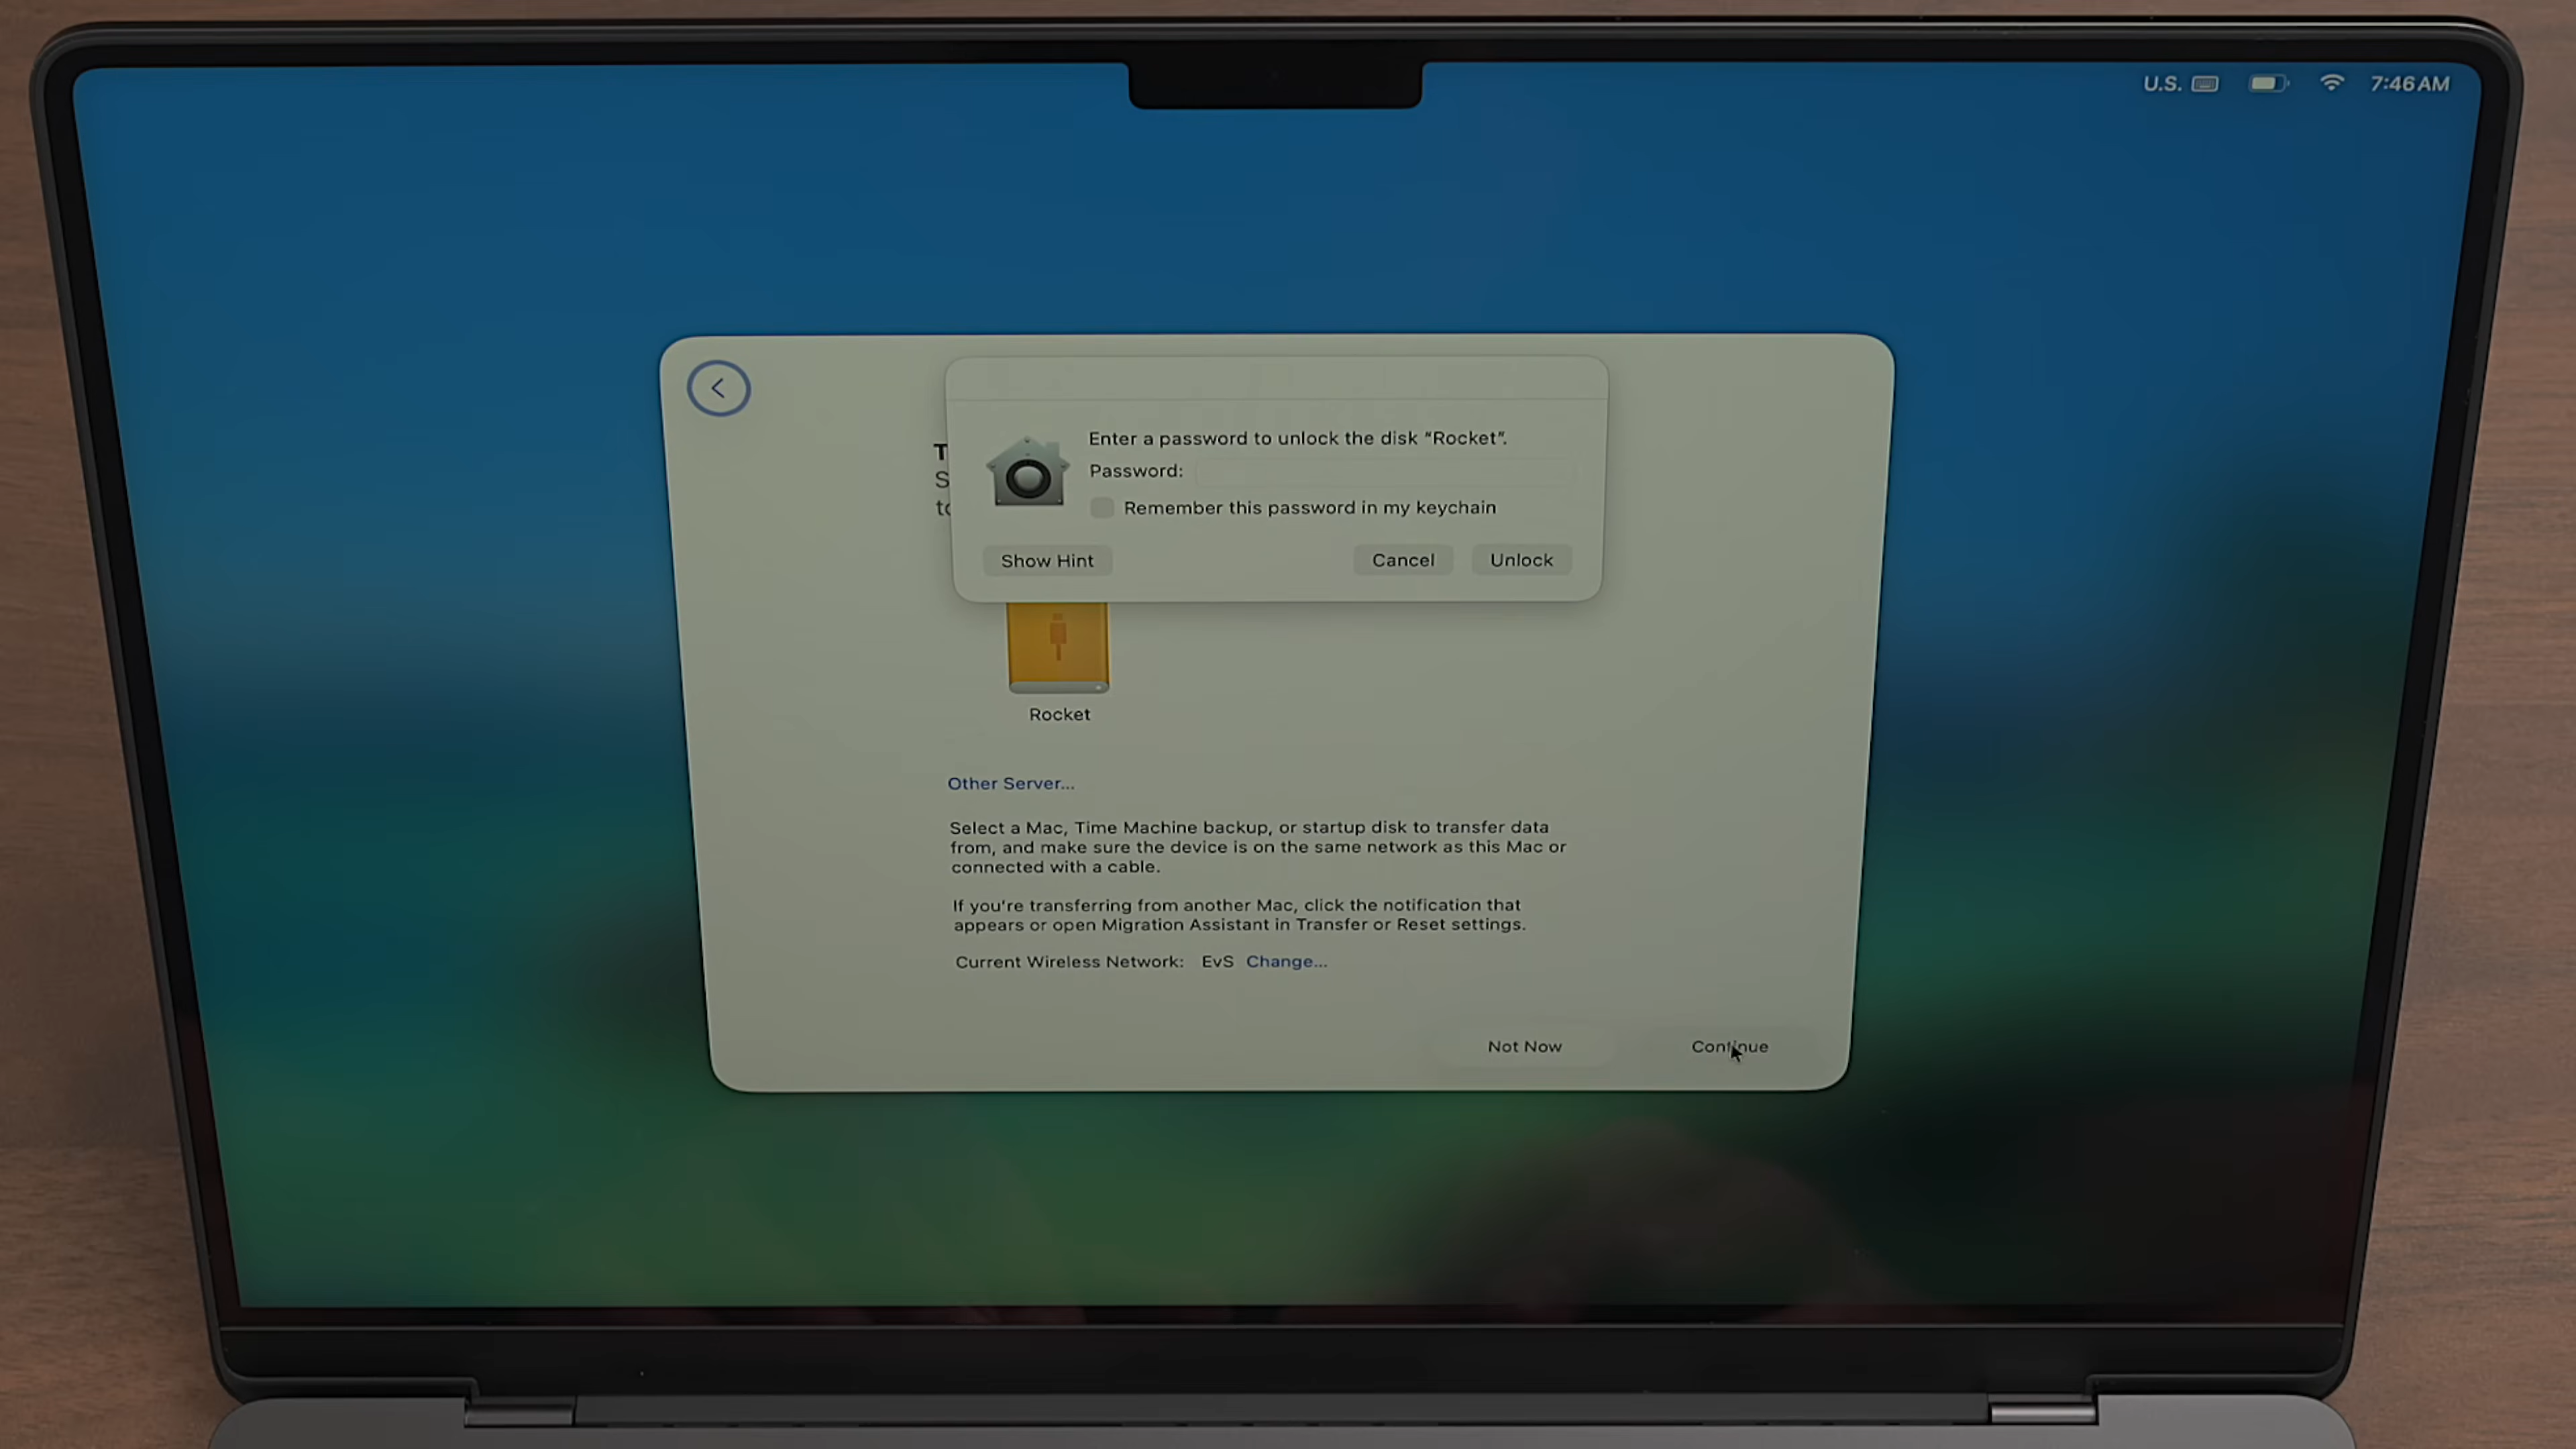 U.S. 7:46 AM
Enter a password to unlock the disk “Rocket”.
Password:
Remember this password in my keychain
Show Hint Cancel Unlock
T
S
to
Rocket
Other Server...
Select a Mac, Time Machine backup, or startup disk to transfer data
from, and make sure the device is on the same network as this Mac or
connected with a cable.
If you're transferring from another Mac, click the notification that
appears or open Migration Assistant in Transfer or Reset settings.
Current Wireless Network: EvS Change...
Not Now Continue